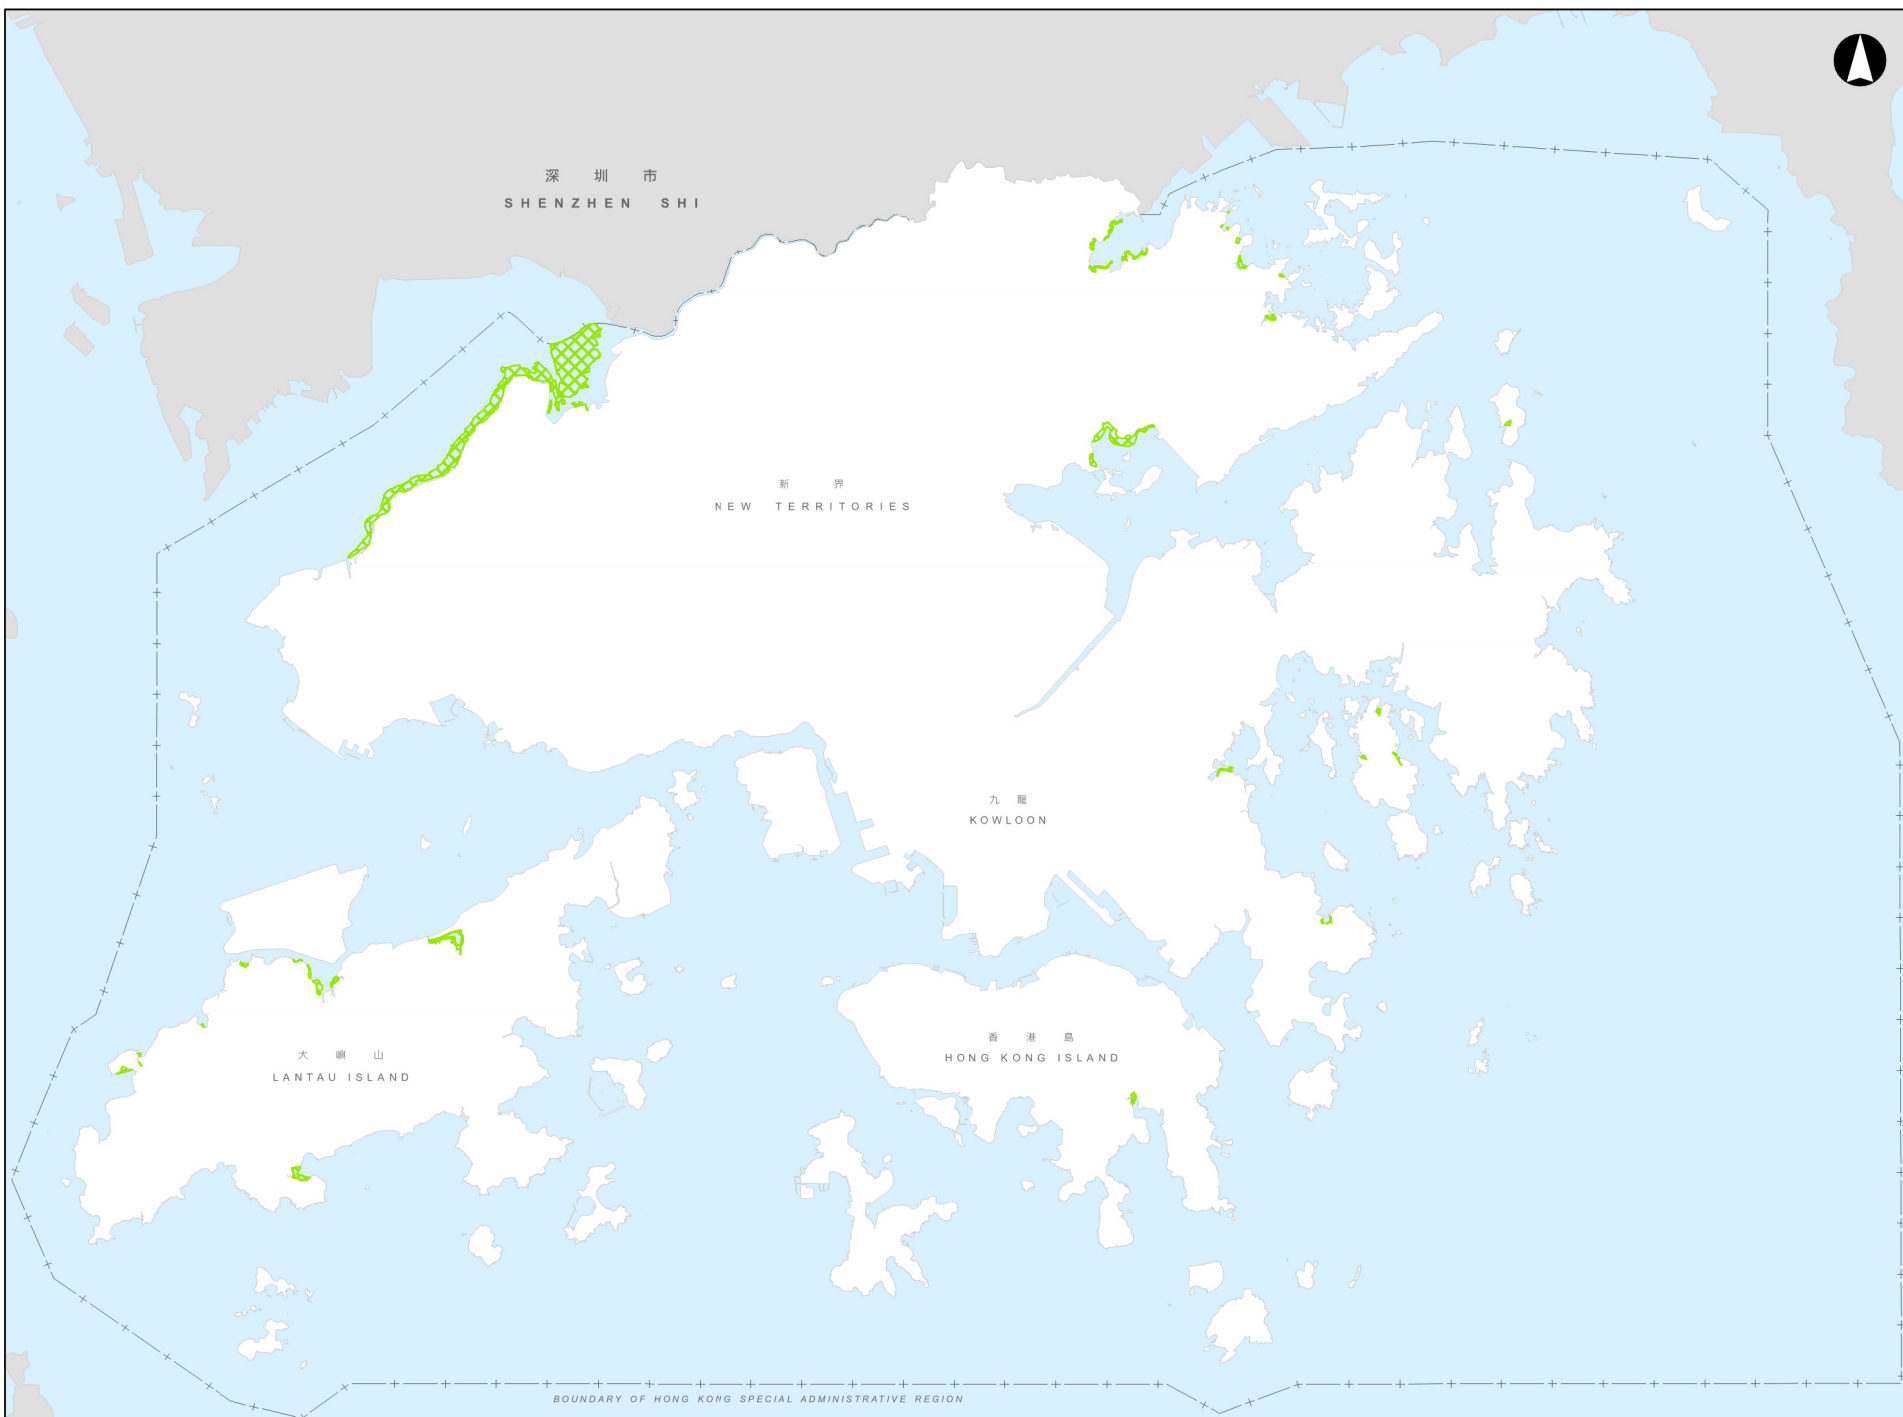 深 圳 市
SHENZHEN SHI
新 界
NEW TERRITORIES
九 龍
KOWLOON
香 港 島
HONG KONG ISLAND
大 嶼 山
LANTAU ISLAND
BOUNDARY OF HONG KONG SPECIAL ADMINISTRATIVE REGION